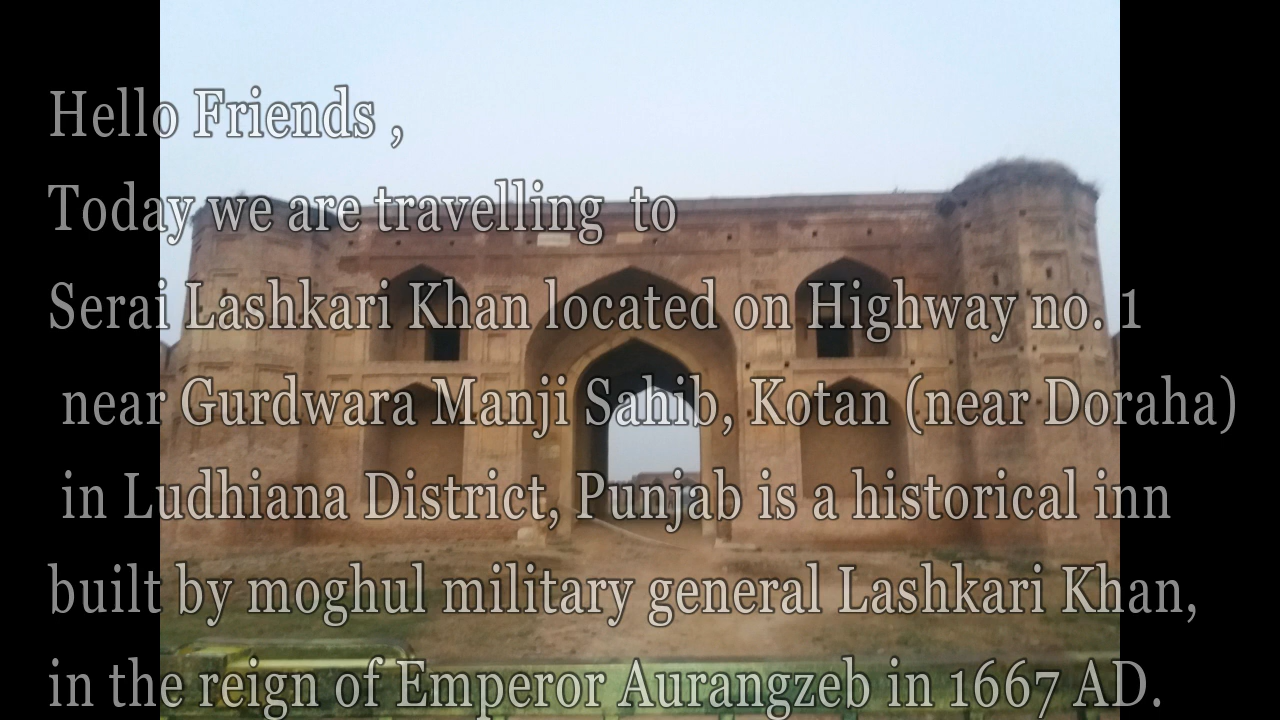 Hello Friends ,
Today we are travelling to
Serai Lashkari Khan located on Highway no. 1
near Gurdwara Manji Sahib, Kotan (near Doraha)
in Ludhiana District, Punjab is a historical inn
built by moghul military general Lashkari Khan,
in the reign of Emperor Aurangzeb in 1667 AD.